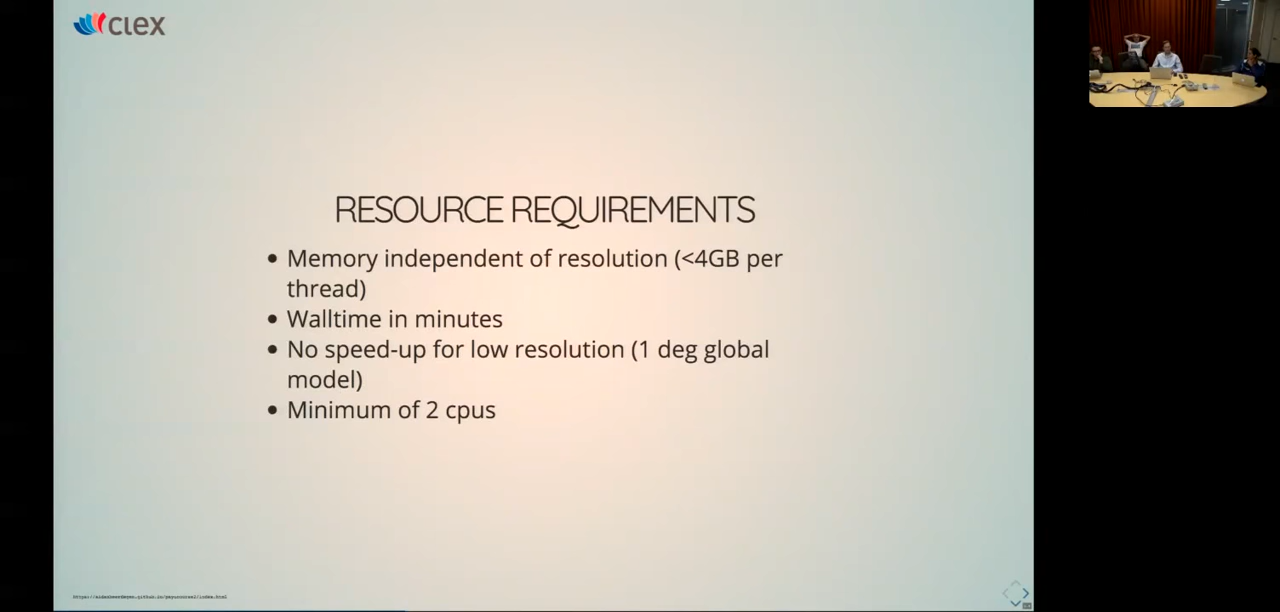 CLEX
RESOURCE REQUIREMENTS
• Memory independent of resolution (<4GB per
thread)
• Walltime in minutes
• No speed-up for low resolution (1 deg global
model)
• Minimum of 2 cpus